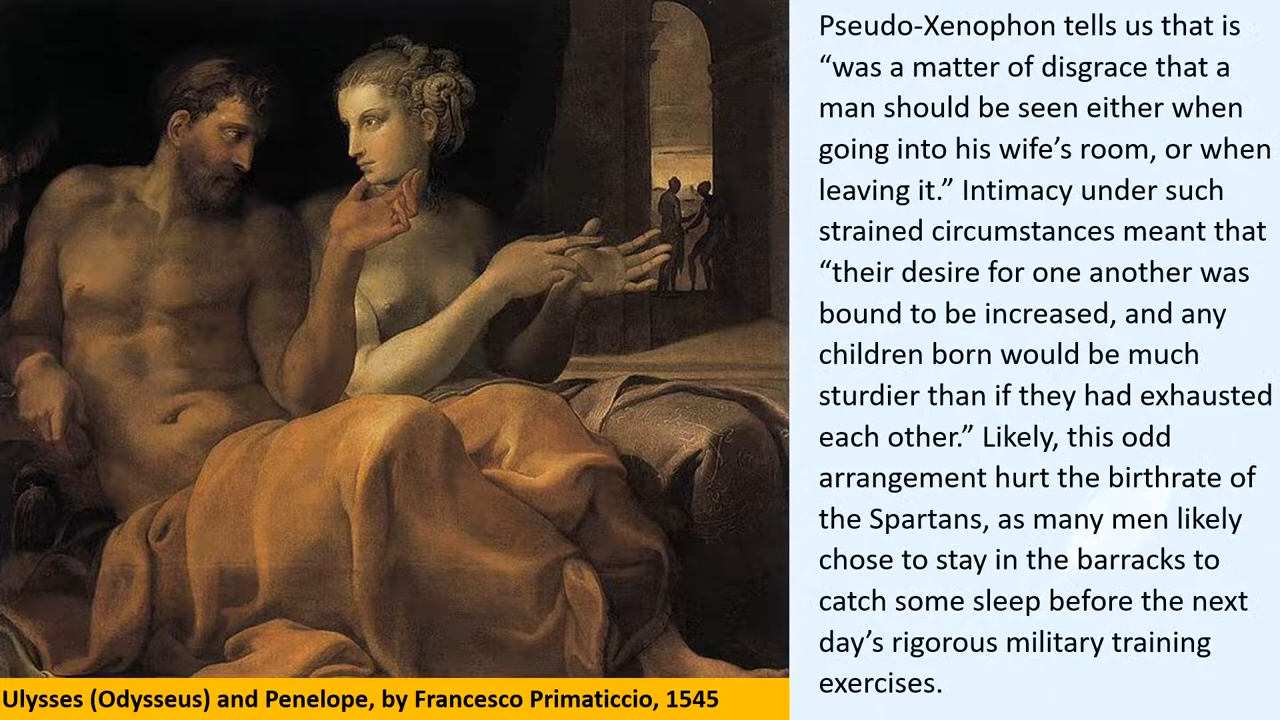 Pseudo-Xenophon tells us that is
“was a matter of disgrace that a
man should be seen either when
going into his wife’s room, or when
leaving it.” Intimacy under such
strained circumstances meant that
“their desire for one another was
bound to be increased, and any
children born would be much
sturdier than if they had exhausted
each other.” Likely, this odd
arrangement hurt the birthrate of
the Spartans, as many men likely
chose to stay in the barracks to
catch some sleep before the next
day’s rigorous military training
exercises.
Ulysses (Odysseus) and Penelope, by Francesco Primaticcio, 1545